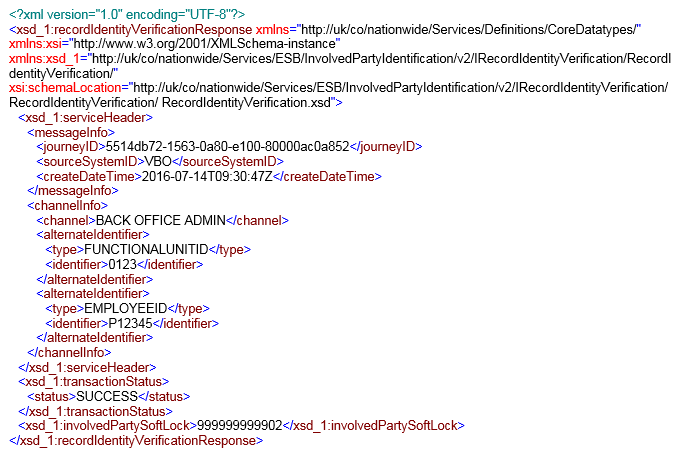 <?xml version="1.0" encoding="UTF-8"?>
<xsd_1:recordIdentityVerificationResponse xmlns="http://uk/co/nationwide/Services/Definitions/CoreDatatypes/"
xmlns:xsi="http://www.w3.org/2001/XMLSchema-instance"
xmlns:xsd_1="http://uk/co/nationwide/Services/ESB/InvolvedPartyIdentification/v2/IRecordIdentityVerification/RecordI
dentityVerification/"
xsi:schemaLocation="http://uk/co/nationwide/Services/ESB/InvolvedPartyIdentification/v2/IRecordIdentityVerification/
RecordIdentityVerification/ RecordIdentityVerification.xsd">
<xsd_1:serviceHeader>
<messageInfo>
<journeyID>5514db72-1563-0a80-e100-80000ac0a852</journeyID>
<sourceSystemID>VBO</sourceSystemID>
<createDateTime>2016-07-14T09:30:47Z</createDateTime>
</messageInfo>
<channelInfo>
<channel>BACK OFFICE ADMIN</channel>
<alternateIdentifier>
<type>FUNCTIONALUNITID</type>
<identifier>0123</identifier>
</alternateIdentifier>
<alternateIdentifier>
<type>EMPLOYEEID</type>
<identifier>P12345</identifier>
</alternateIdentifier>
</channelInfo>
</xsd_1:serviceHeader>
<xsd_1:transactionStatus>
<status>SUCCESS</status>
</xsd_1:transactionStatus>
<xsd_1:involvedPartySoftLock>999999999902</xsd_1:involvedPartySoftLock>
</xsd_1:recordIdentityVerificationResponse>